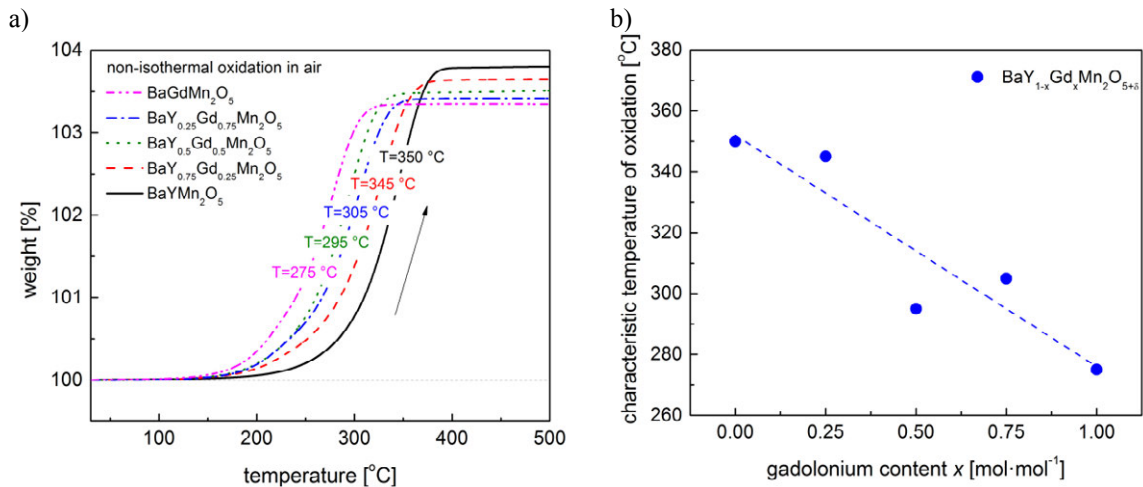 a)
104
103
102
101
100
weight [%]
non-isothermal oxidation in air
BaGdMn₂O₅
BaY₀.₂₅Gd₀.₇₅Mn₂O₅
BaY₀.₅Gd₀.₅Mn₂O₅
BaY₀.₇₅Gd₀.₂₅Mn₂O₅
BaYMn₂O₅
T=350 °C
T=345 °C
T=305 °C
T=295 °C
T=275 °C
100 200 300 400 500
temperature [°C]
b)
380
360
340
320
300
280
260
characteristic temperature of oxidation [°C]
BaY₁₋ₓGdₓMn₂O₅₊δ
0.00 0.25 0.50 0.75 1.00
gadolonium content x [mol·mol⁻¹]